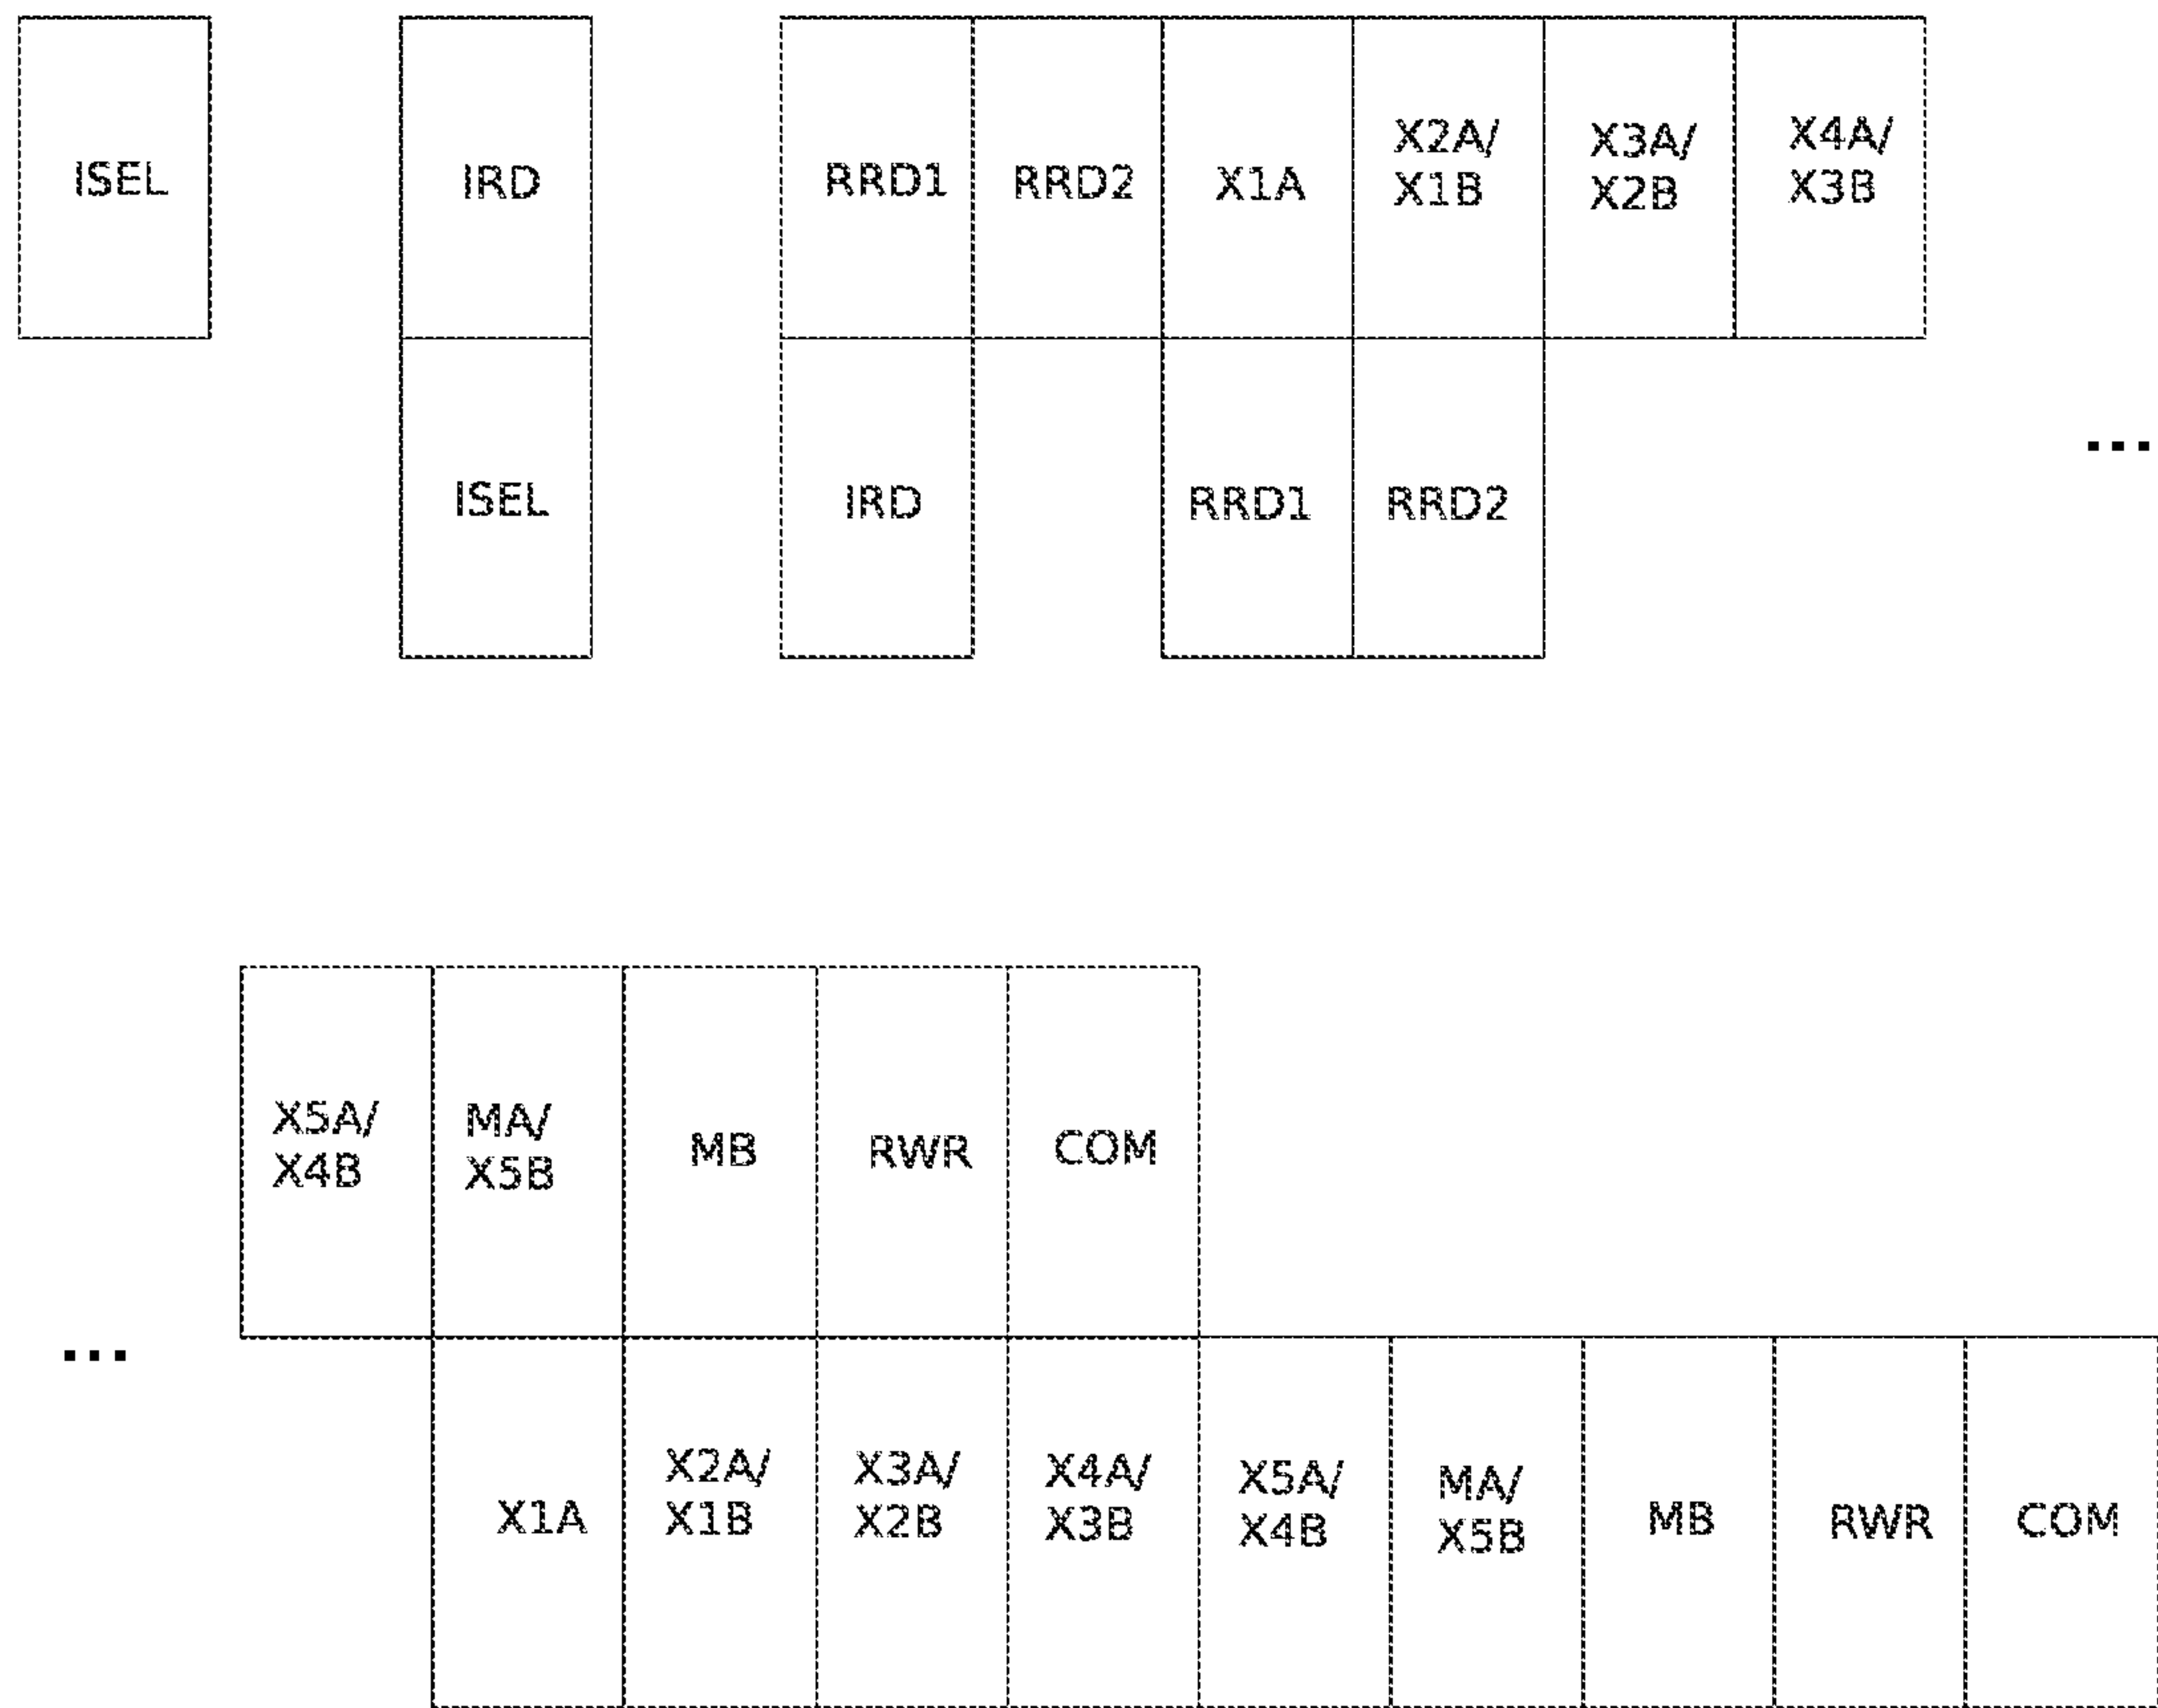 ISEL
IRD
RRD1
RRD2
X1A
X2A/
X1B
X3A/
X2B
X4A/
X3B
ISEL
IRD
RRD1
RRD2
...
X5A/
X4B
MA/
X5B
MB
RWR
COM
...
X1A
X2A/
X1B
X3A/
X2B
X4A/
X3B
X5A/
X4B
MA/
X5B
MB
RWR
COM